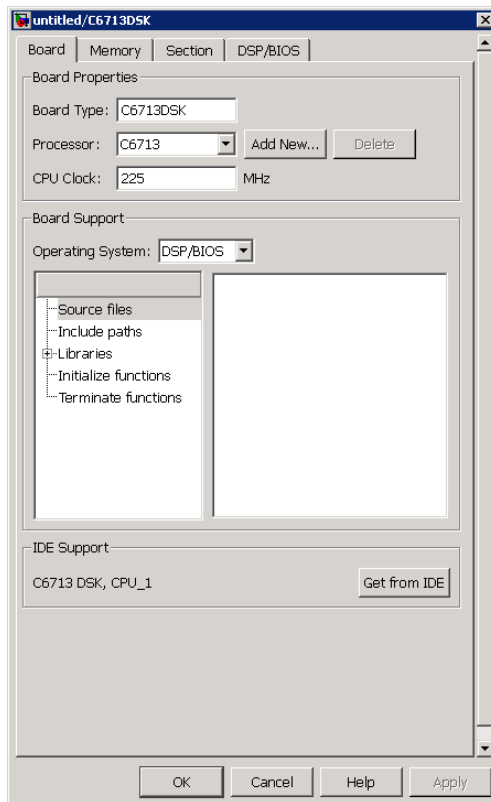 untitled/C6713DSK
Board Memory Section DSP/BIOS
Board Properties
Board Type: C6713DSK
Processor: C6713 Add New... Delete
CPU Clock: 225 MHz
Board Support
Operating System: DSP/BIOS
Source files
Include paths
Libraries
Initialize functions
Terminate functions
IDE Support
C6713 DSK, CPU_1 Get from IDE
OK Cancel Help Apply